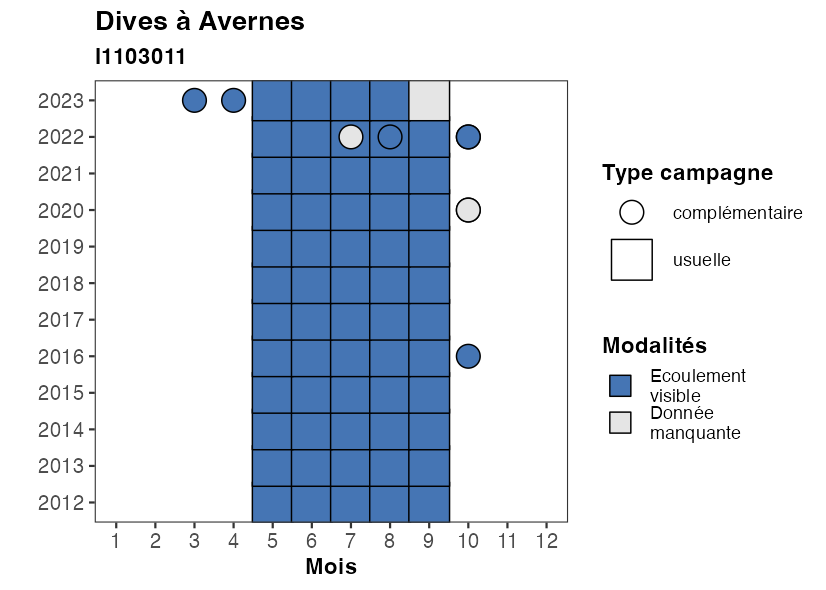 Dives à Avernes
I1103011
2023
2022
2021
2020
2019
2018
2017
2016
2015
2014
2013
2012
1 2 3 4 5 6 7 8 9 10 11 12
Mois
Type campagne
complémentaire
usuelle
Modalités
Ecoulement
visible
Donnée
manquante